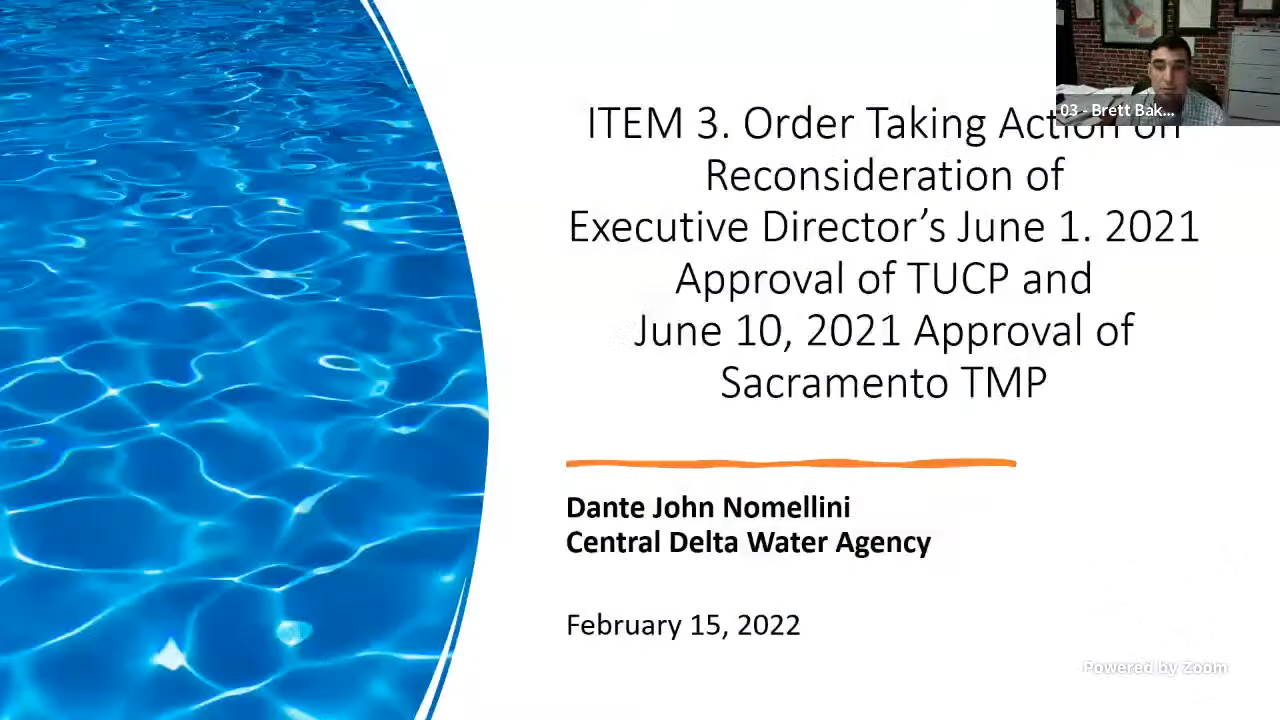 03 - Brett Bak...
ITEM 3. Order Taking Action on
Reconsideration of
Executive Director’s June 1. 2021
Approval of TUCP and
June 10, 2021 Approval of
Sacramento TMP
Dante John Nomellini
Central Delta Water Agency
February 15, 2022
Powered by Zoom